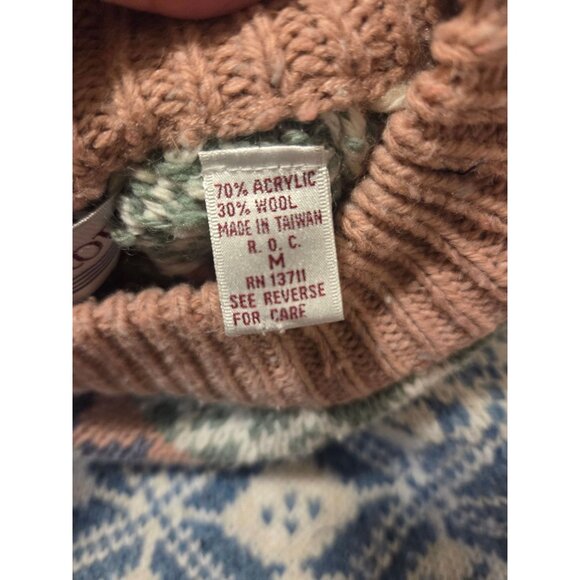 70% ACRYLIC
30% WOOL
MADE IN TAIWAN
R. O. C.
M
RN 13711
SEE REVERSE
FOR CARE